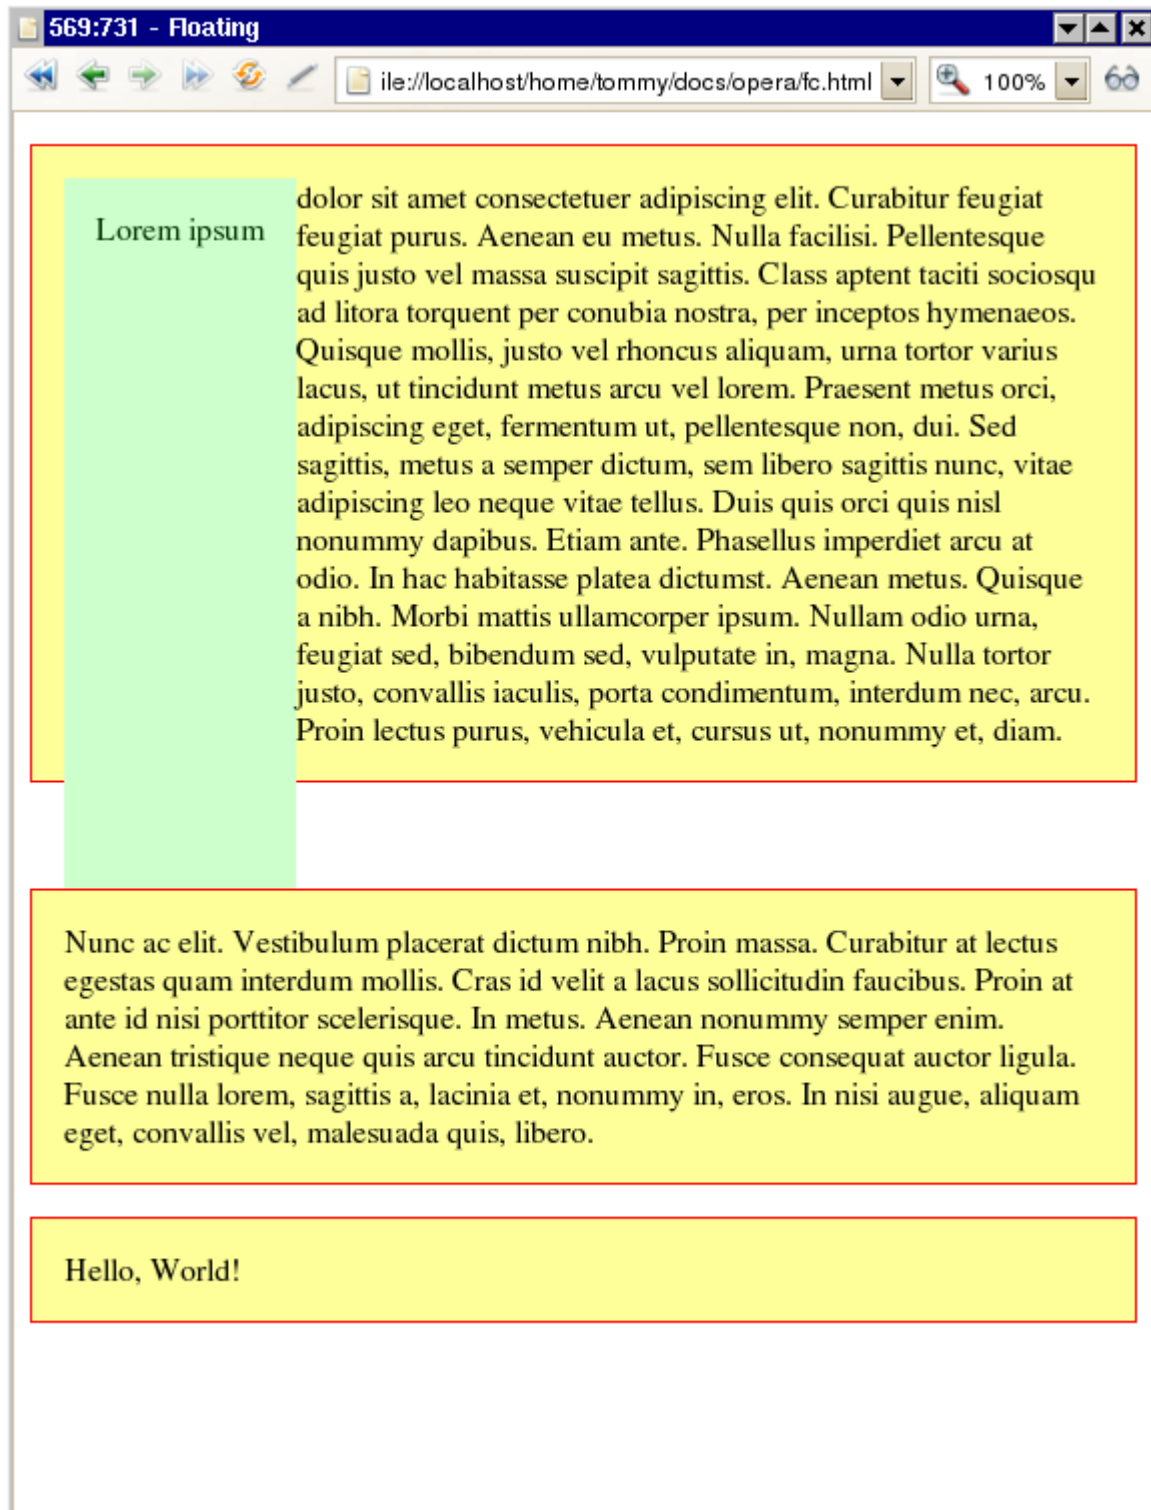 569:731 - Floating
ile://localhost/home/tommy/docs/opera/fc.html 100%
Lorem ipsum
dolor sit amet consectetuer adipiscing elit. Curabitur feugiat
feugiat purus. Aenean eu metus. Nulla facilisi. Pellentesque
quis justo vel massa suscipit sagittis. Class aptent taciti sociosqu
ad litora torquent per conubia nostra, per inceptos hymenaeos.
Quisque mollis, justo vel rhoncus aliquam, urna tortor varius
lacus, ut tincidunt metus arcu vel lorem. Praesent metus orci,
adipiscing eget, fermentum ut, pellentesque non, dui. Sed
sagittis, metus a semper dictum, sem libero sagittis nunc, vitae
adipiscing leo neque vitae tellus. Duis quis orci quis nisl
nonummy dapibus. Etiam ante. Phasellus imperdiet arcu at
odio. In hac habitasse platea dictumst. Aenean metus. Quisque
a nibh. Morbi mattis ullamcorper ipsum. Nullam odio urna,
feugiat sed, bibendum sed, vulputate in, magna. Nulla tortor
justo, convallis iaculis, porta condimentum, interdum nec, arcu.
Proin lectus purus, vehicula et, cursus ut, nonummy et, diam.
Nunc ac elit. Vestibulum placerat dictum nibh. Proin massa. Curabitur at lectus
egestas quam interdum mollis. Cras id velit a lacus sollicitudin faucibus. Proin at
ante id nisi porttitor scelerisque. In metus. Aenean nonummy semper enim.
Aenean tristique neque quis arcu tincidunt auctor. Fusce consequat auctor ligula.
Fusce nulla lorem, sagittis a, lacinia et, nonummy in, eros. In nisi augue, aliquam
eget, convallis vel, malesuada quis, libero.
Hello, World!